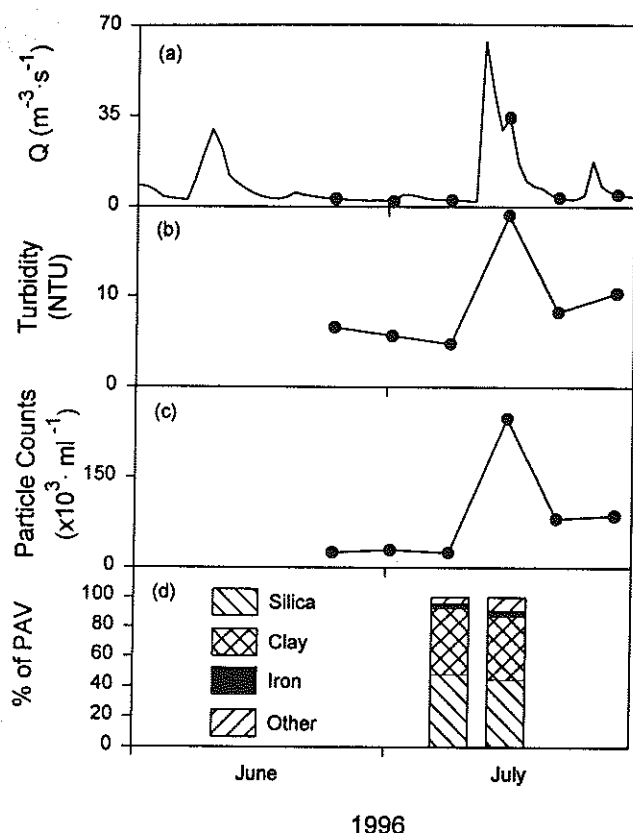 70
(a)
35
0
Q (m⁻³·s⁻¹)
(b)
10
0
Turbidity
(NTU)
(c)
150
0
Particle Counts
(x10³· ml⁻¹)
100
80
60
40
20
0
% of PAV
(d)
Silica
Clay
Iron
Other
June
July
1996